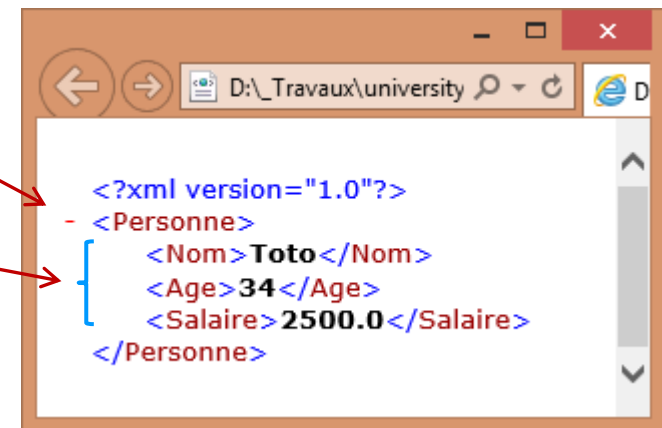 D:\_Travaux\university
D
<?xml version="1.0"?>
- <Personne>
<Nom>Toto</Nom>
<Age>34</Age>
<Salaire>2500.0</Salaire>
</Personne>